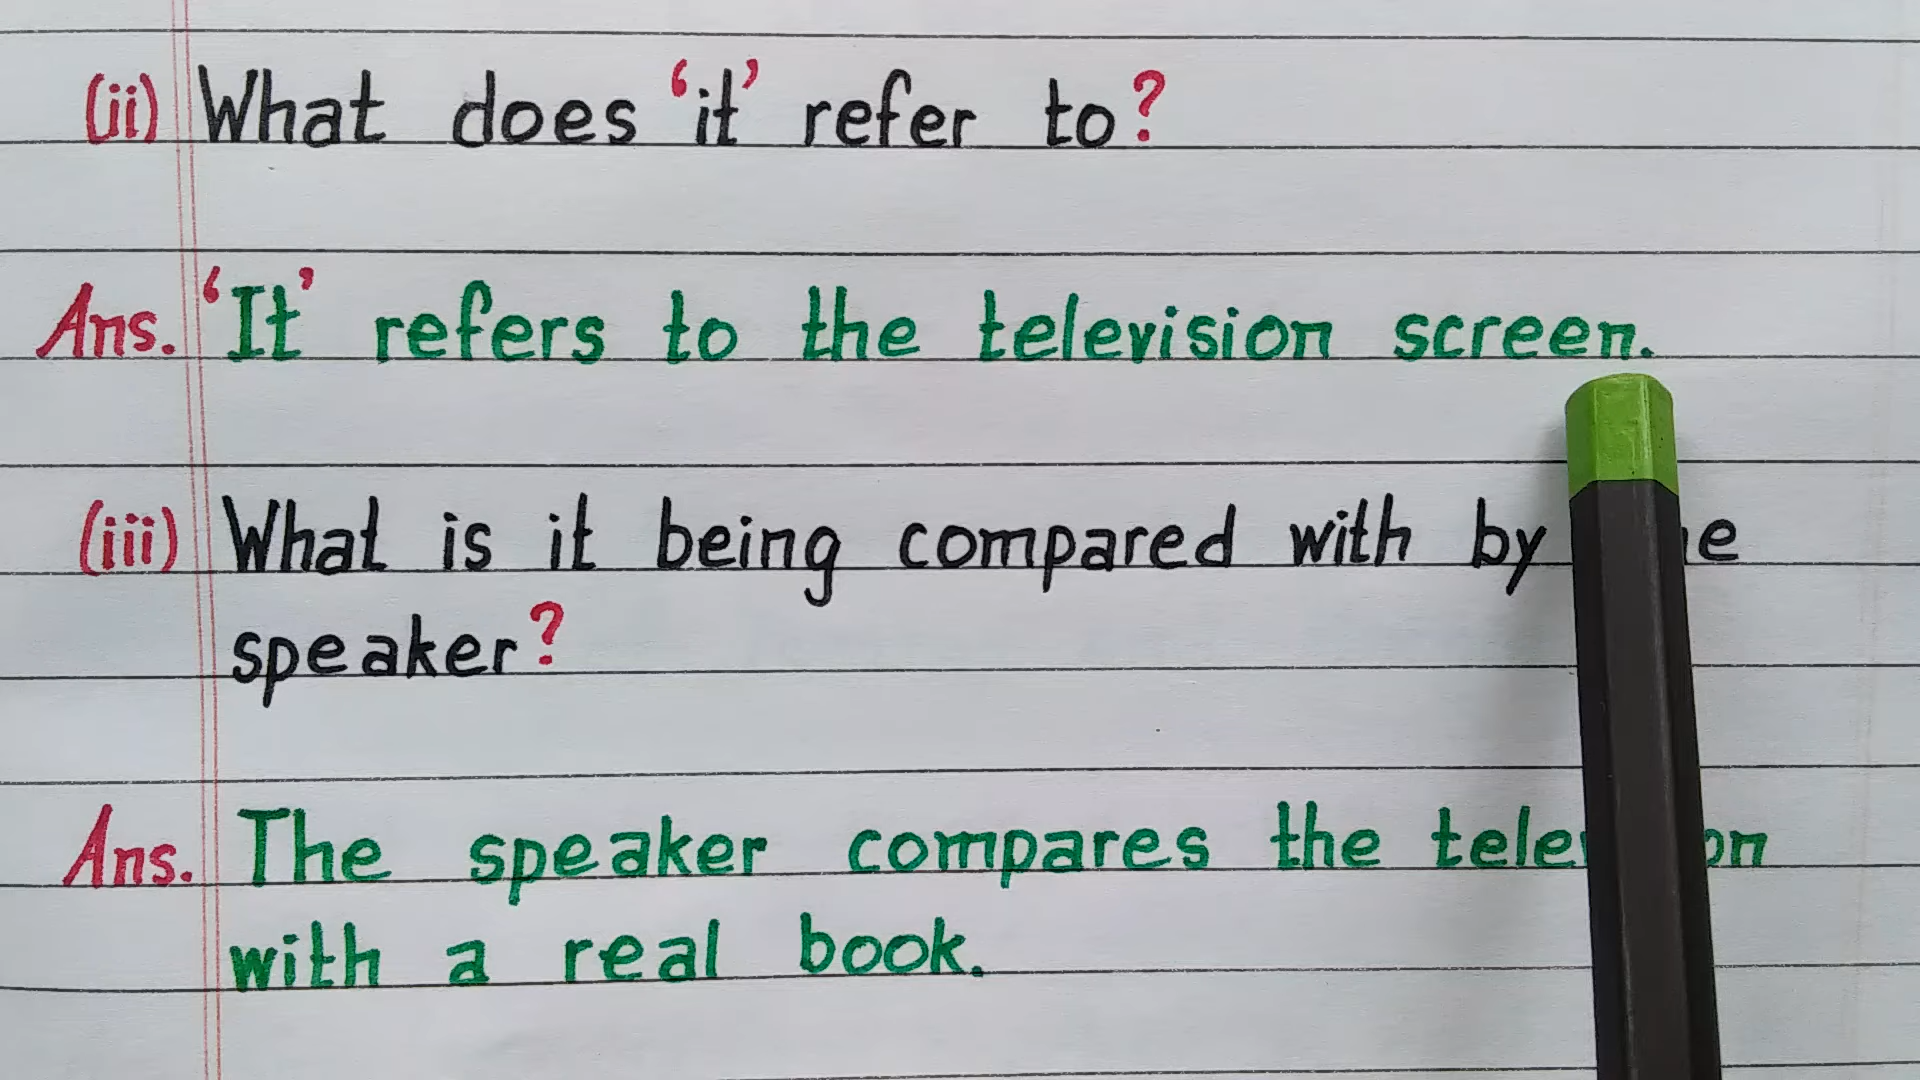 (ii) What does 'it' refer to?
Ans. 'It' refers to the television screen.
(iii) What is it being compared with by
speaker?
Ans. The speaker compares the
with a real book.